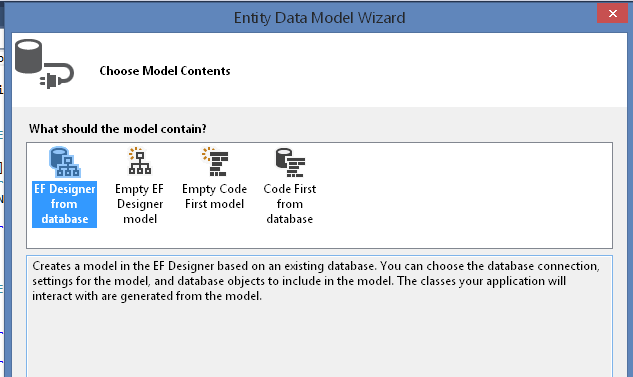 Entity Data Model Wizard
Choose Model Contents
What should the model contain?
EF Designer
from
database
Empty EF
Designer
model
Empty Code
First model
Code First
from
database
Creates a model in the EF Designer based on an existing database. You can choose the database connection,
settings for the model, and database objects to include in the model. The classes your application will
interact with are generated from the model.